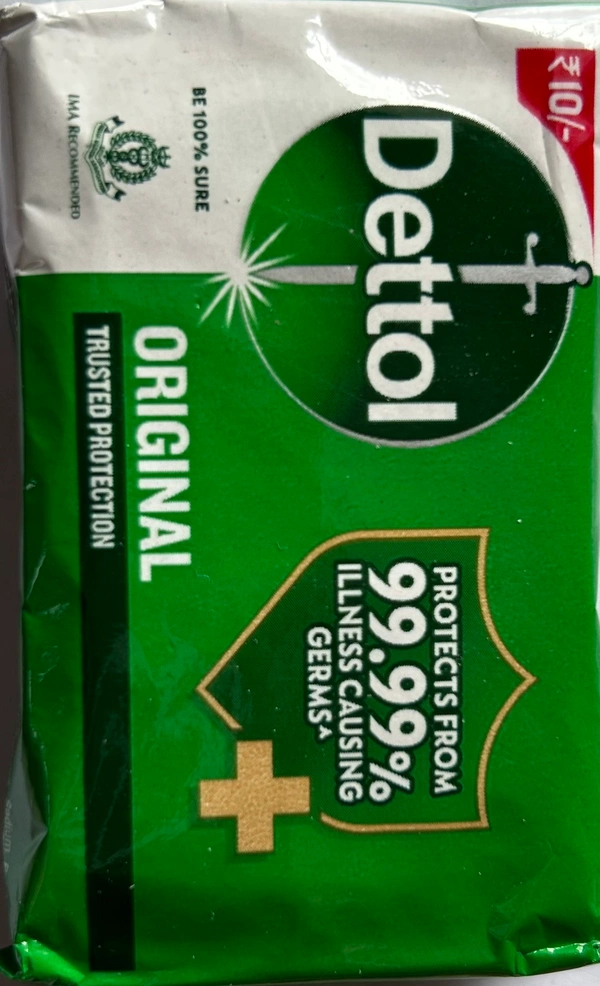 ₹10/-
Dettol
BE 100% SURE
IMA RECOMMENDED
ORIGINAL
TRUSTED PROTECTION
PROTECTS FROM
99.99%
ILLNESS CAUSING
GERMS^